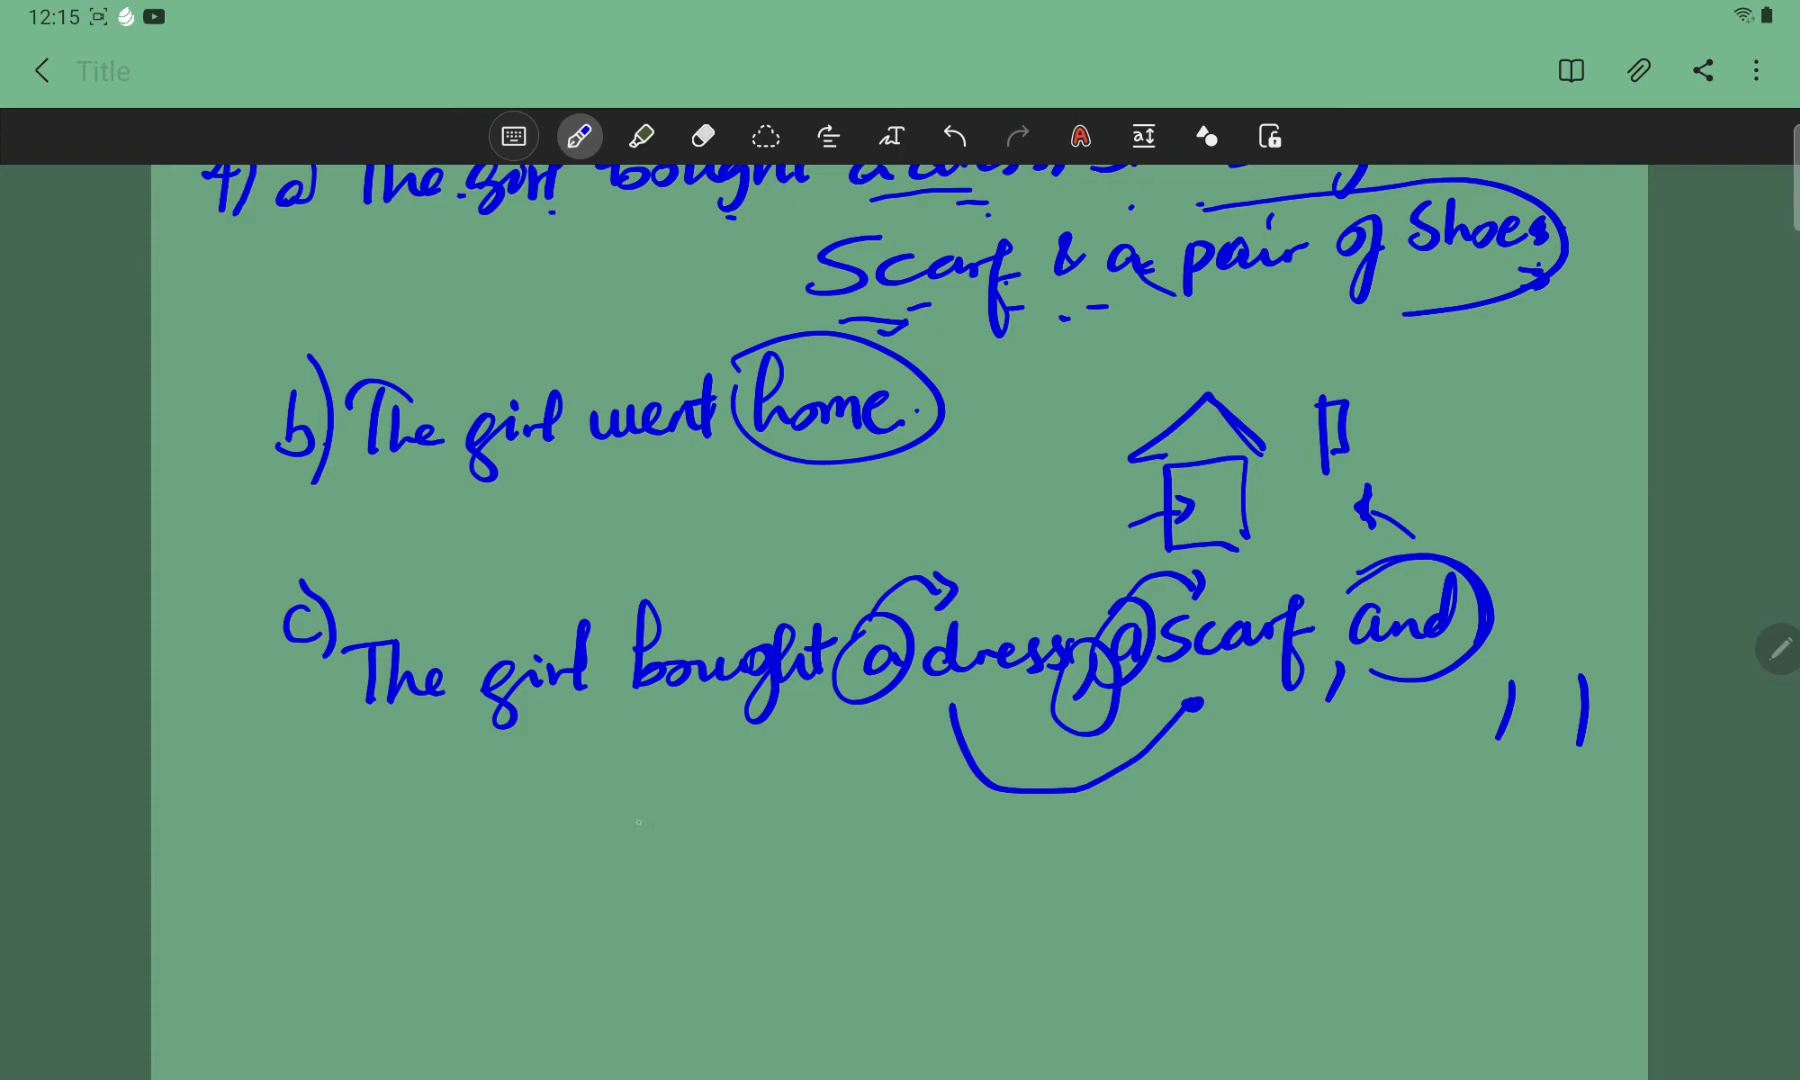 12:15
Title
4) a) The girl bought a dress,
Scarf & a pair of Shoes
b) The girl went home.
c) The girl bought a dress, a scarf, and